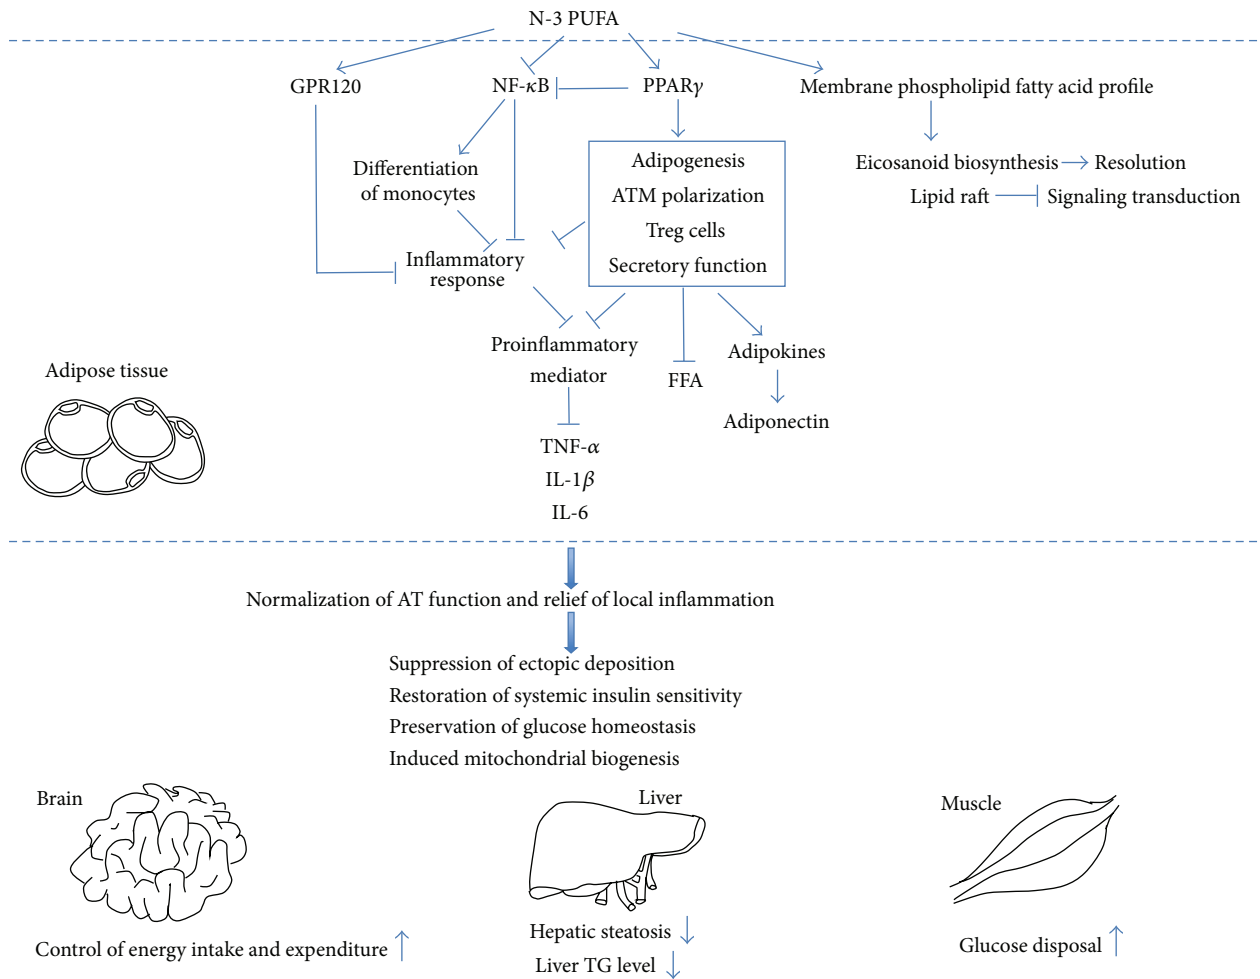 N-3 PUFA
GPR120
NF-κB
PPARγ
Membrane phospholipid fatty acid profile
Differentiation
of monocytes
Adipogenesis
ATM polarization
Treg cells
Secretory function
Eicosanoid biosynthesis
Resolution
Lipid raft
Signaling transduction
Inflammatory
response
Proinflammatory
mediator
FFA
Adipokines
Adiponectin
Adipose tissue
TNF-α
IL-1β
IL-6
Normalization of AT function and relief of local inflammation
Suppression of ectopic deposition
Restoration of systemic insulin sensitivity
Preservation of glucose homeostasis
Induced mitochondrial biogenesis
Brain
Control of energy intake and expenditure ↑
Liver
Hepatic steatosis ↓
Liver TG level ↓
Muscle
Glucose disposal ↑